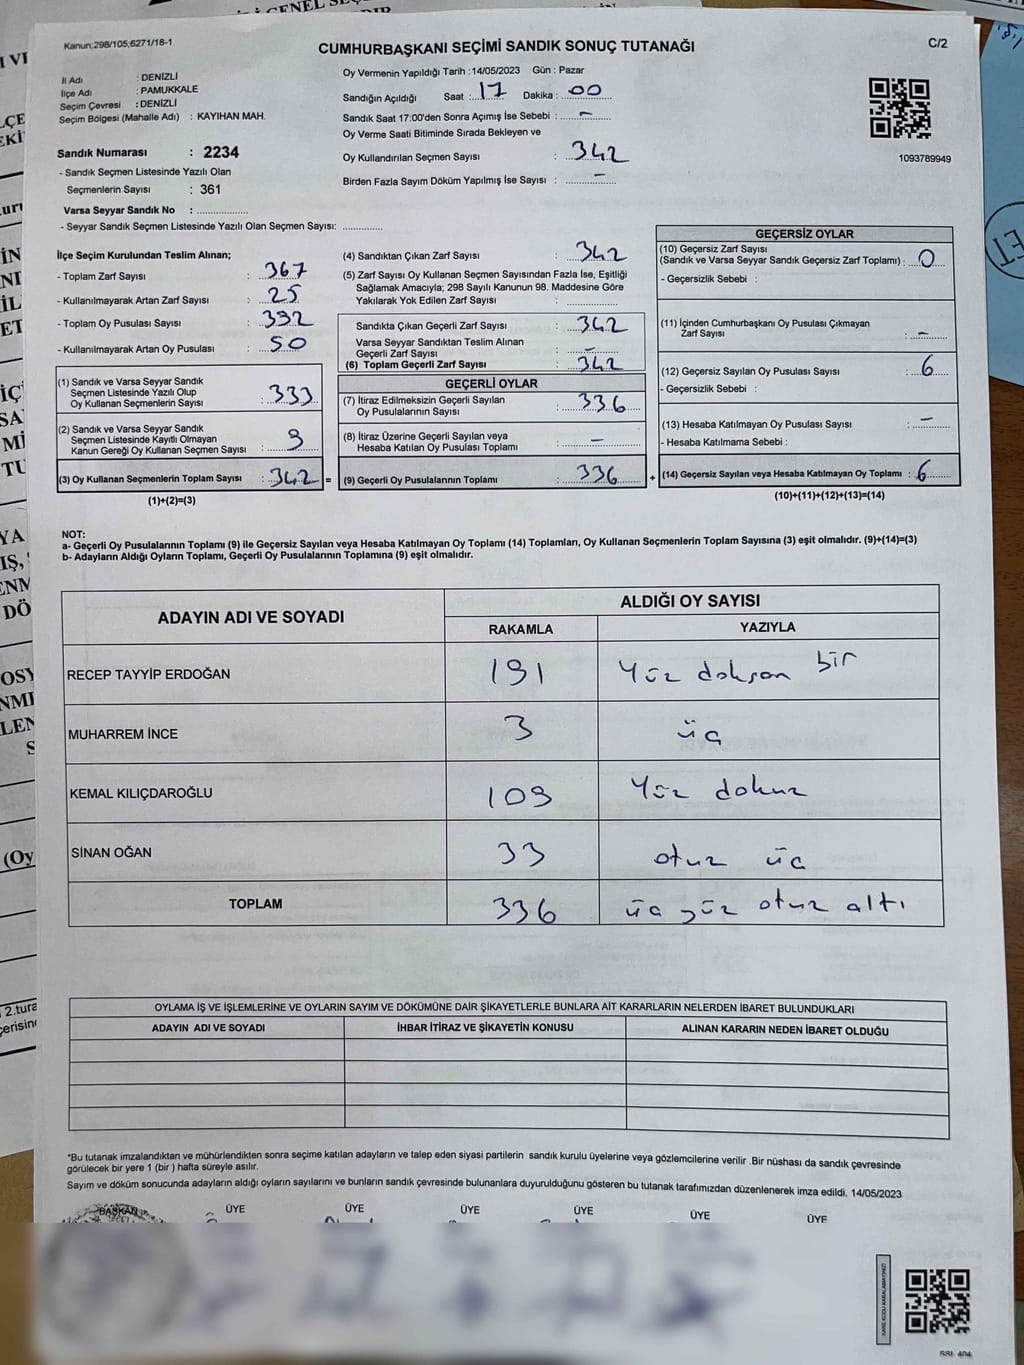 Kanun;298/105;6271/18-1
CUMHURBAŞKANI SEÇİMİ SANDIK SONUÇ TUTANAĞI
C/2
İl Adı : DENİZLİ
İlçe Adı : PAMUKKALE
Seçim Çevresi : DENİZLİ
Seçim Bölgesi (Mahalle Adı) : KAYIHAN MAH.
Sandık Numarası : 2234
- Sandık Seçmen Listesinde Yazılı Olan
Seçmenlerin Sayısı : 361
Varsa Seyyar Sandık No :
- Seyyar Sandık Seçmen Listesinde Yazılı Olan Seçmen Sayısı:
Oy Vermenin Yapıldığı Tarih :14/05/2023 Gün : Pazar
Sandığın Açıldığı Saat : 17 Dakika : 00
Sandık Saat 17:00'den Sonra Açımış İse Sebebi : -
Oy Verme Saati Bitiminde Sırada Bekleyen ve
Oy Kullandırılan Seçmen Sayısı : 342
Birden Fazla Sayım Döküm Yapılmış İse Sayısı : -
1093789949
İlçe Seçim Kurulundan Teslim Alınan;
- Toplam Zarf Sayısı : 367
- Kullanılmayarak Artan Zarf Sayısı : 25
- Toplam Oy Pusulası Sayısı : 392
- Kullanılmayarak Artan Oy Pusulası : 50
(1) Sandık ve Varsa Seyyar Sandık
Seçmen Listesinde Yazılı Olup
Oy Kullanan Seçmenlerin Sayısı : 333
(2) Sandık ve Varsa Seyyar Sandık
Seçmen Listesinde Kayıtlı Olmayan
Kanun Gereği Oy Kullanan Seçmen Sayısı : 9
(3) Oy Kullanan Seçmenlerin Toplam Sayısı : 342 =
(1)+(2)=(3)
(4) Sandıktan Çıkan Zarf Sayısı : 342
(5) Zarf Sayısı Oy Kullanan Seçmen Sayısından Fazla İse, Eşitliği
Sağlamak Amacıyla; 298 Sayılı Kanunun 98. Maddesine Göre
Yakılarak Yok Edilen Zarf Sayısı :
Sandıkta Çıkan Geçerli Zarf Sayısı : 342
Varsa Seyyar Sandıktan Teslim Alınan
Geçerli Zarf Sayısı : -
(6) Toplam Geçerli Zarf Sayısı : 342
GEÇERLİ OYLAR
(7) İtiraz Edilmeksizin Geçerli Sayılan
Oy Pusulalarının Sayısı : 336
(8) İtiraz Üzerine Geçerli Sayılan veya
Hesaba Katılan Oy Pusulası Toplamı : -
(9) Geçerli Oy Pusulalarının Toplamı : 336 +
GEÇERSİZ OYLAR
(10) Geçersiz Zarf Sayısı
(Sandık ve Varsa Seyyar Sandık Geçersiz Zarf Toplamı) : 0
- Geçersizlik Sebebi :
(11) İçinden Cumhurbaşkanı Oy Pusulası Çıkmayan
Zarf Sayısı : -
(12) Geçersiz Sayılan Oy Pusulası Sayısı : 6
- Geçersizlik Sebebi :
(13) Hesaba Katılmayan Oy Pusulası Sayısı : -
- Hesaba Katılmama Sebebi :
(14) Geçersiz Sayılan veya Hesaba Katılmayan Oy Toplamı : 6
(10)+(11)+(12)+(13)=(14)
NOT:
a- Geçerli Oy Pusulalarının Toplamı (9) ile Geçersiz Sayılan veya Hesaba Katılmayan Oy Toplamı (14) Toplamları, Oy Kullanan Seçmenlerin Toplam Sayısına (3) eşit olmalıdır. (9)+(14)=(3)
b- Adayların Aldığı Oyların Toplamı, Geçerli Oy Pusulalarının Toplamına (9) eşit olmalıdır.
ADAYIN ADI VE SOYADI
ALDIĞI OY SAYISI
RAKAMLA YAZIYLA
RECEP TAYYİP ERDOĞAN 191 Yüz doksan bir
MUHARREM İNCE 3 üç
KEMAL KILIÇDAROĞLU 109 Yüz dokuz
SİNAN OĞAN 33 otuz üç
TOPLAM 336 üç yüz otuz altı
OYLAMA İŞ VE İŞLEMLERİNE VE OYLARIN SAYIM VE DÖKÜMÜNE DAİR ŞİKAYETLERLE BUNLARA AİT KARARLARIN NELERDEN İBARET BULUNDUKLARI
ADAYIN ADI VE SOYADI İHBAR İTİRAZ VE ŞİKAYETİN KONUSU ALINAN KARARIN NEDEN İBARET OLDUĞU
*Bu tutanak imzalandıktan ve mühürlendikten sonra seçime katılan adayların ve talep eden siyasi partilerin sandık kurulu üyelerine veya gözlemcilerine verilir .Bir nüshası da sandık çevresinde
görülecek bir yere 1 (bir ) hafta süreyle asılır.
Sayım ve döküm sonucunda adayların aldığı oyların sayılarını ve bunların sandık çevresinde bulunanlara duyurulduğunu gösteren bu tutanak tarafımızdan düzenlenerek imza edildi. 14/05/2023
BAŞKAN ÜYE ÜYE ÜYE ÜYE ÜYE ÜYE